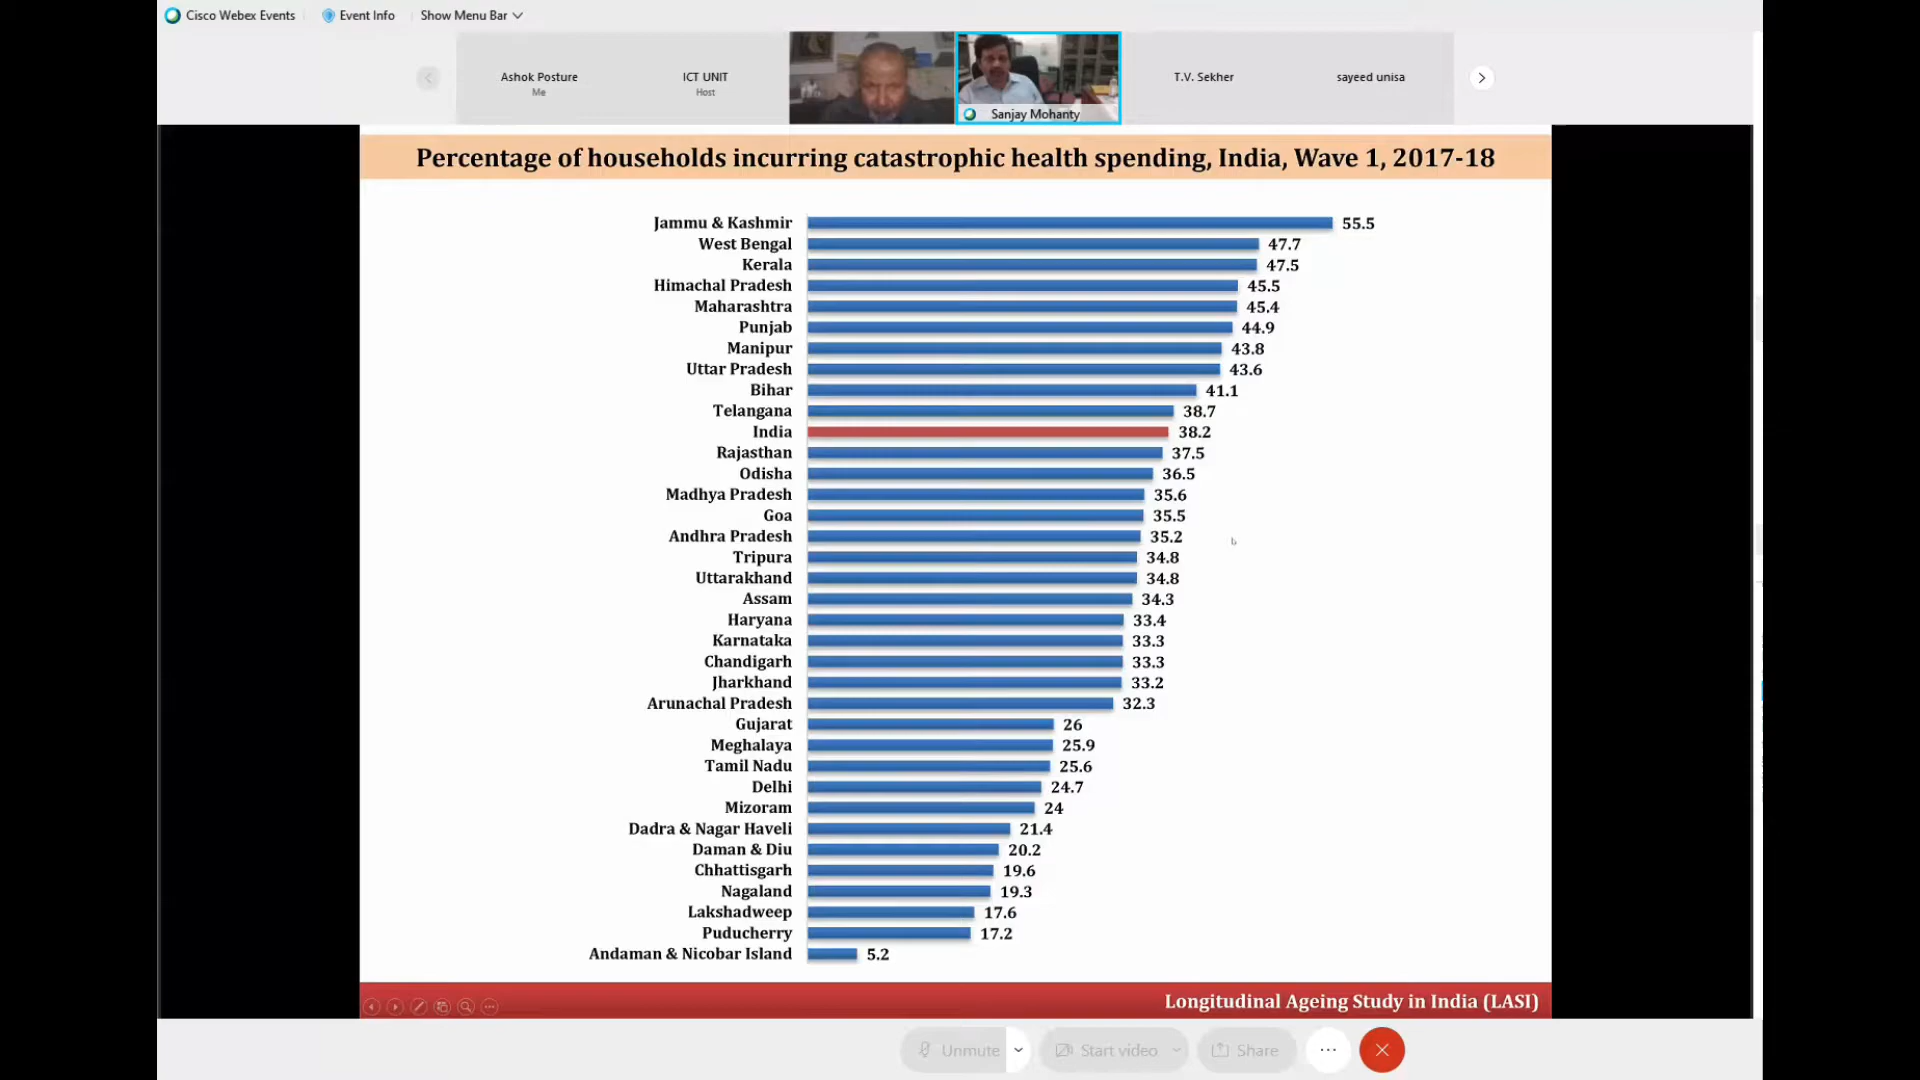 Cisco Webex Events
Event Info
Show Menu Bar
Ashok Posture
Me
ICT UNIT
Host
Sanjay Mohanty
T.V. Sekher
sayeed unisa
Percentage of households incurring catastrophic health spending, India, Wave 1, 2017-18
Jammu & Kashmir 55.5
West Bengal 47.7
Kerala 47.5
Himachal Pradesh 45.5
Maharashtra 45.4
Punjab 44.9
Manipur 43.8
Uttar Pradesh 43.6
Bihar 41.1
Telangana 38.7
India 38.2
Rajasthan 37.5
Odisha 36.5
Madhya Pradesh 35.6
Goa 35.5
Andhra Pradesh 35.2
Tripura 34.8
Uttarakhand 34.8
Assam 34.3
Haryana 33.4
Karnataka 33.3
Chandigarh 33.3
Jharkhand 33.2
Arunachal Pradesh 32.3
Gujarat 26
Meghalaya 25.9
Tamil Nadu 25.6
Delhi 24.7
Mizoram 24
Dadra & Nagar Haveli 21.4
Daman & Diu 20.2
Chhattisgarh 19.6
Nagaland 19.3
Lakshadweep 17.6
Puducherry 17.2
Andaman & Nicobar Island 5.2
Longitudinal Ageing Study in India (LASI)
Unmute
Start video
Share